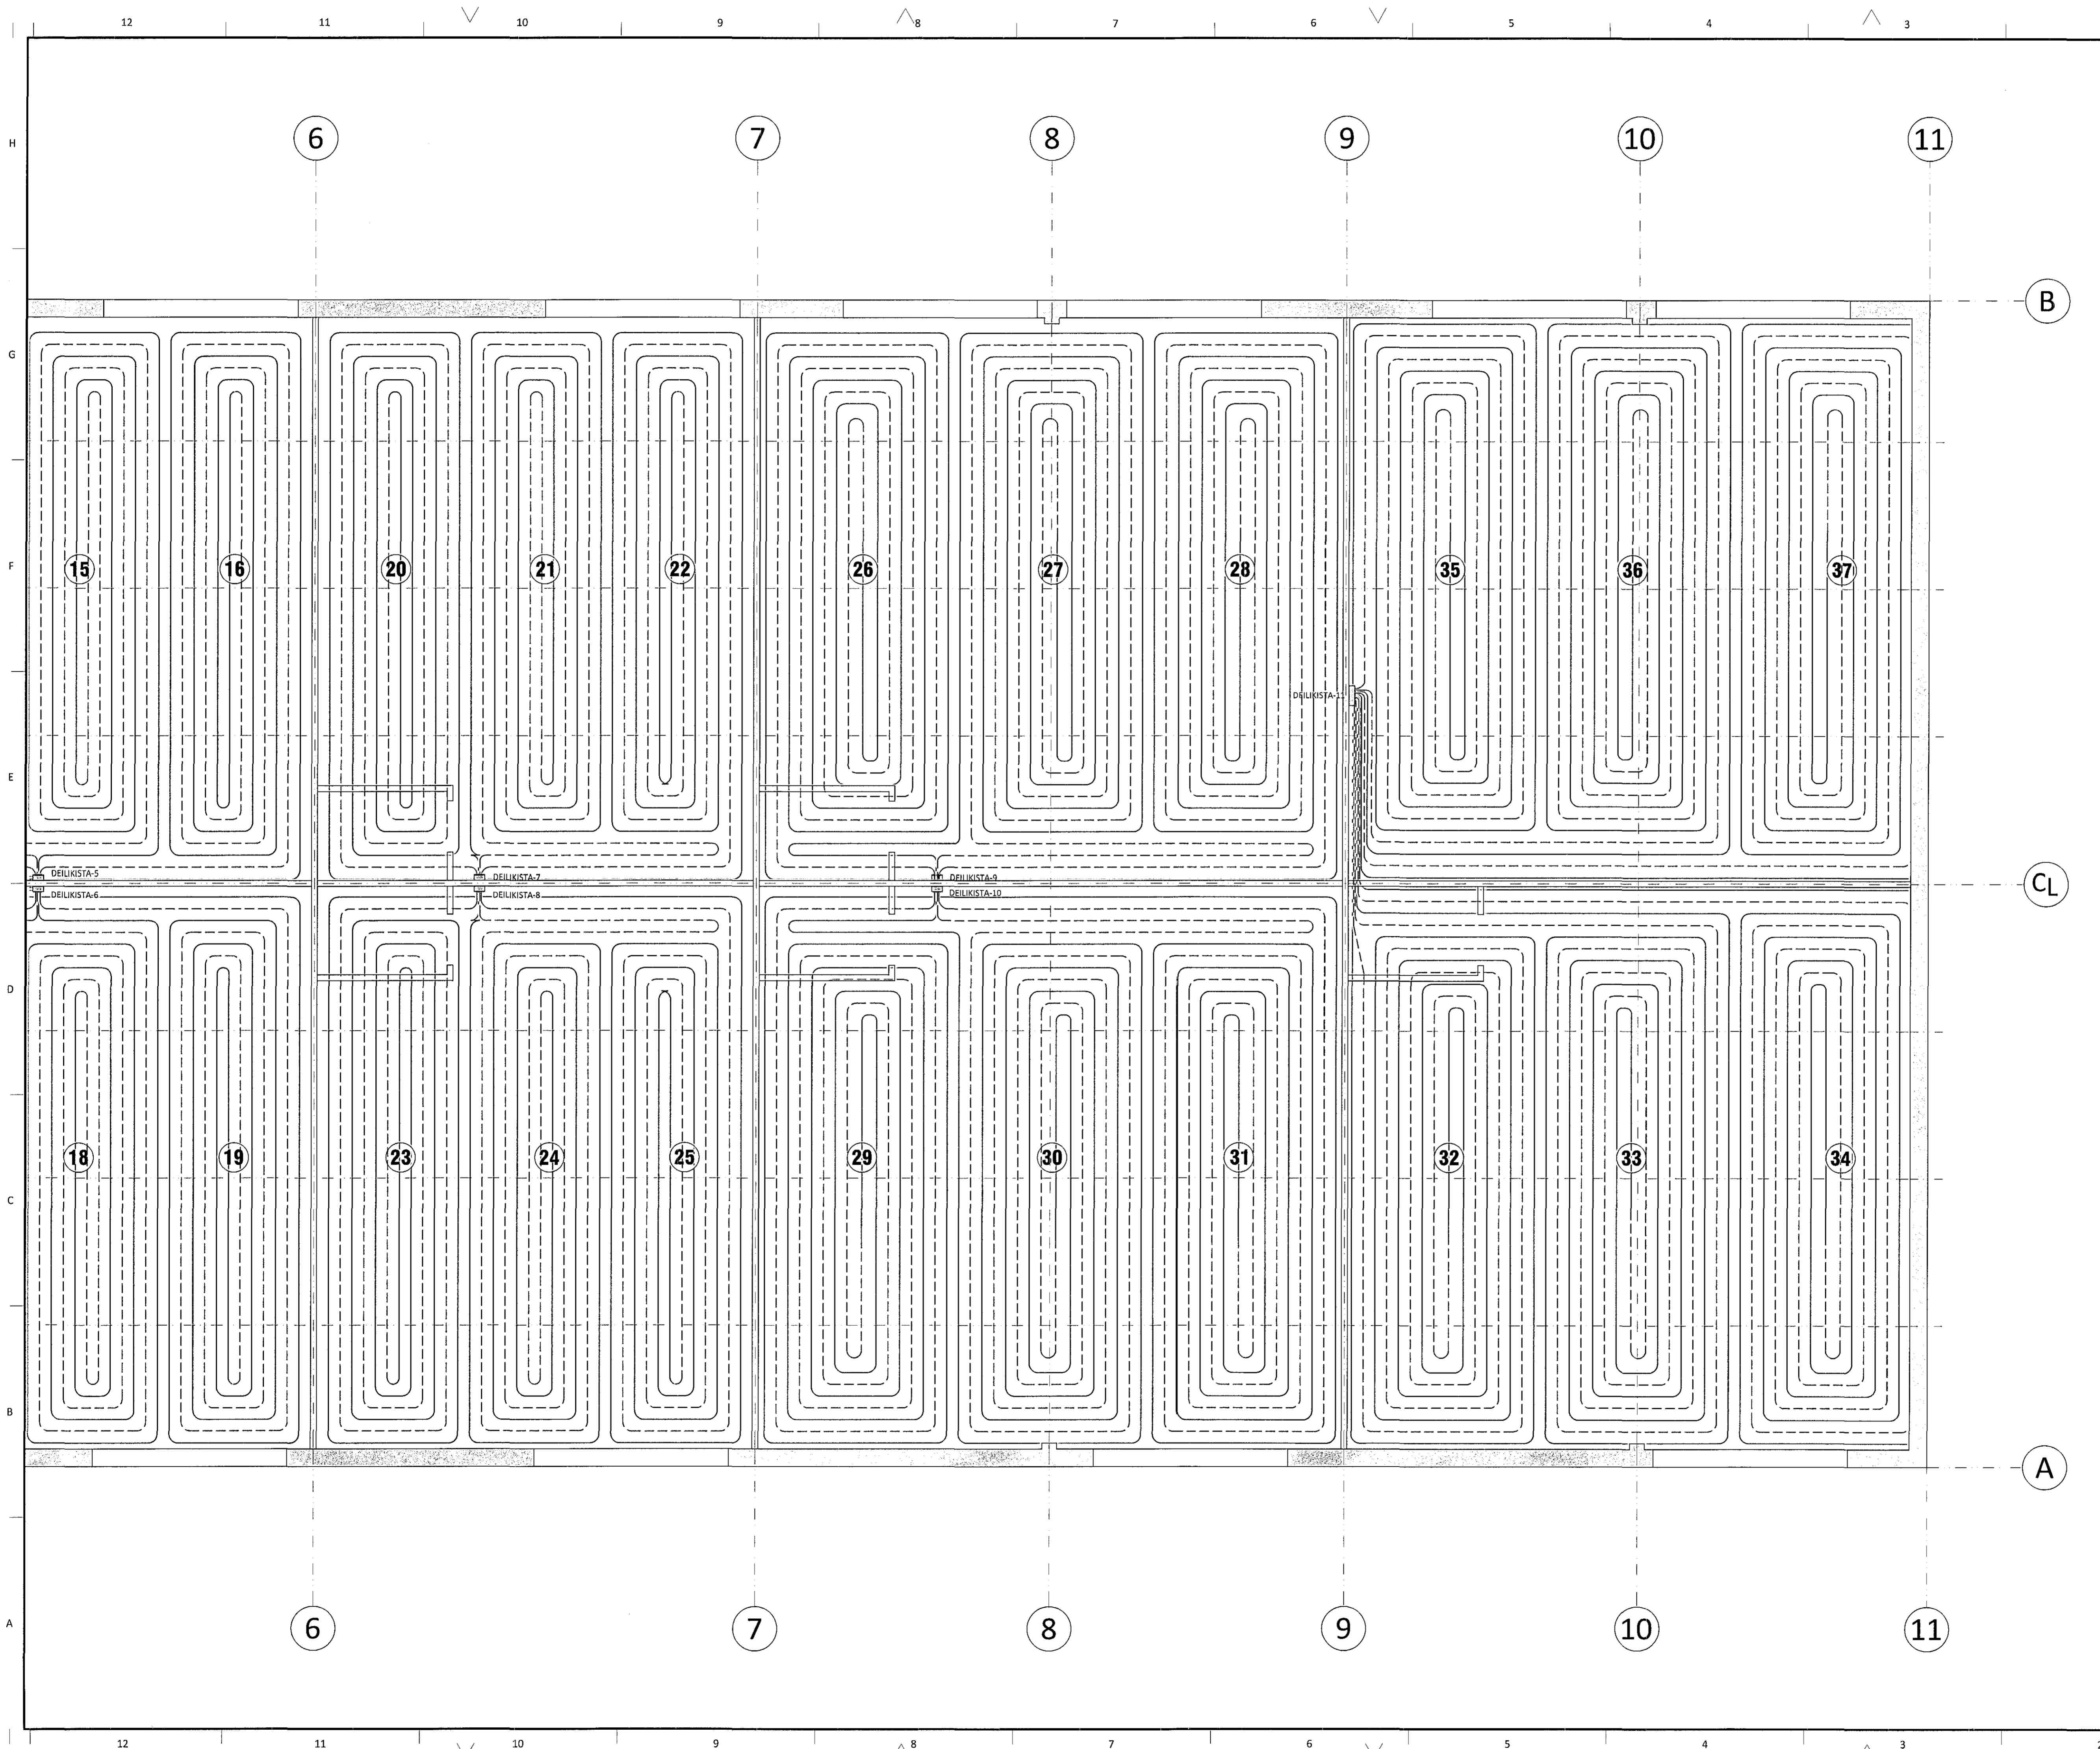 12 11 10 9 8 7 6 5 4 3
H
6 7 8 9 10 11
B
G
F
15 16 20 21 22 26 27 28 35 36 37
DEILIKISTA-11
E
DEILIKISTA-5 DEILIKISTA-7 DEILIKISTA-9
CL
DEILIKISTA-6 DEILIKISTA-8 DEILIKISTA-10
D
18 19 23 24 25 29 30 31 32 33 34
C
B
A
A
6 7 8 9 10 11
12 11 10 9 8 7 6 5 4 3